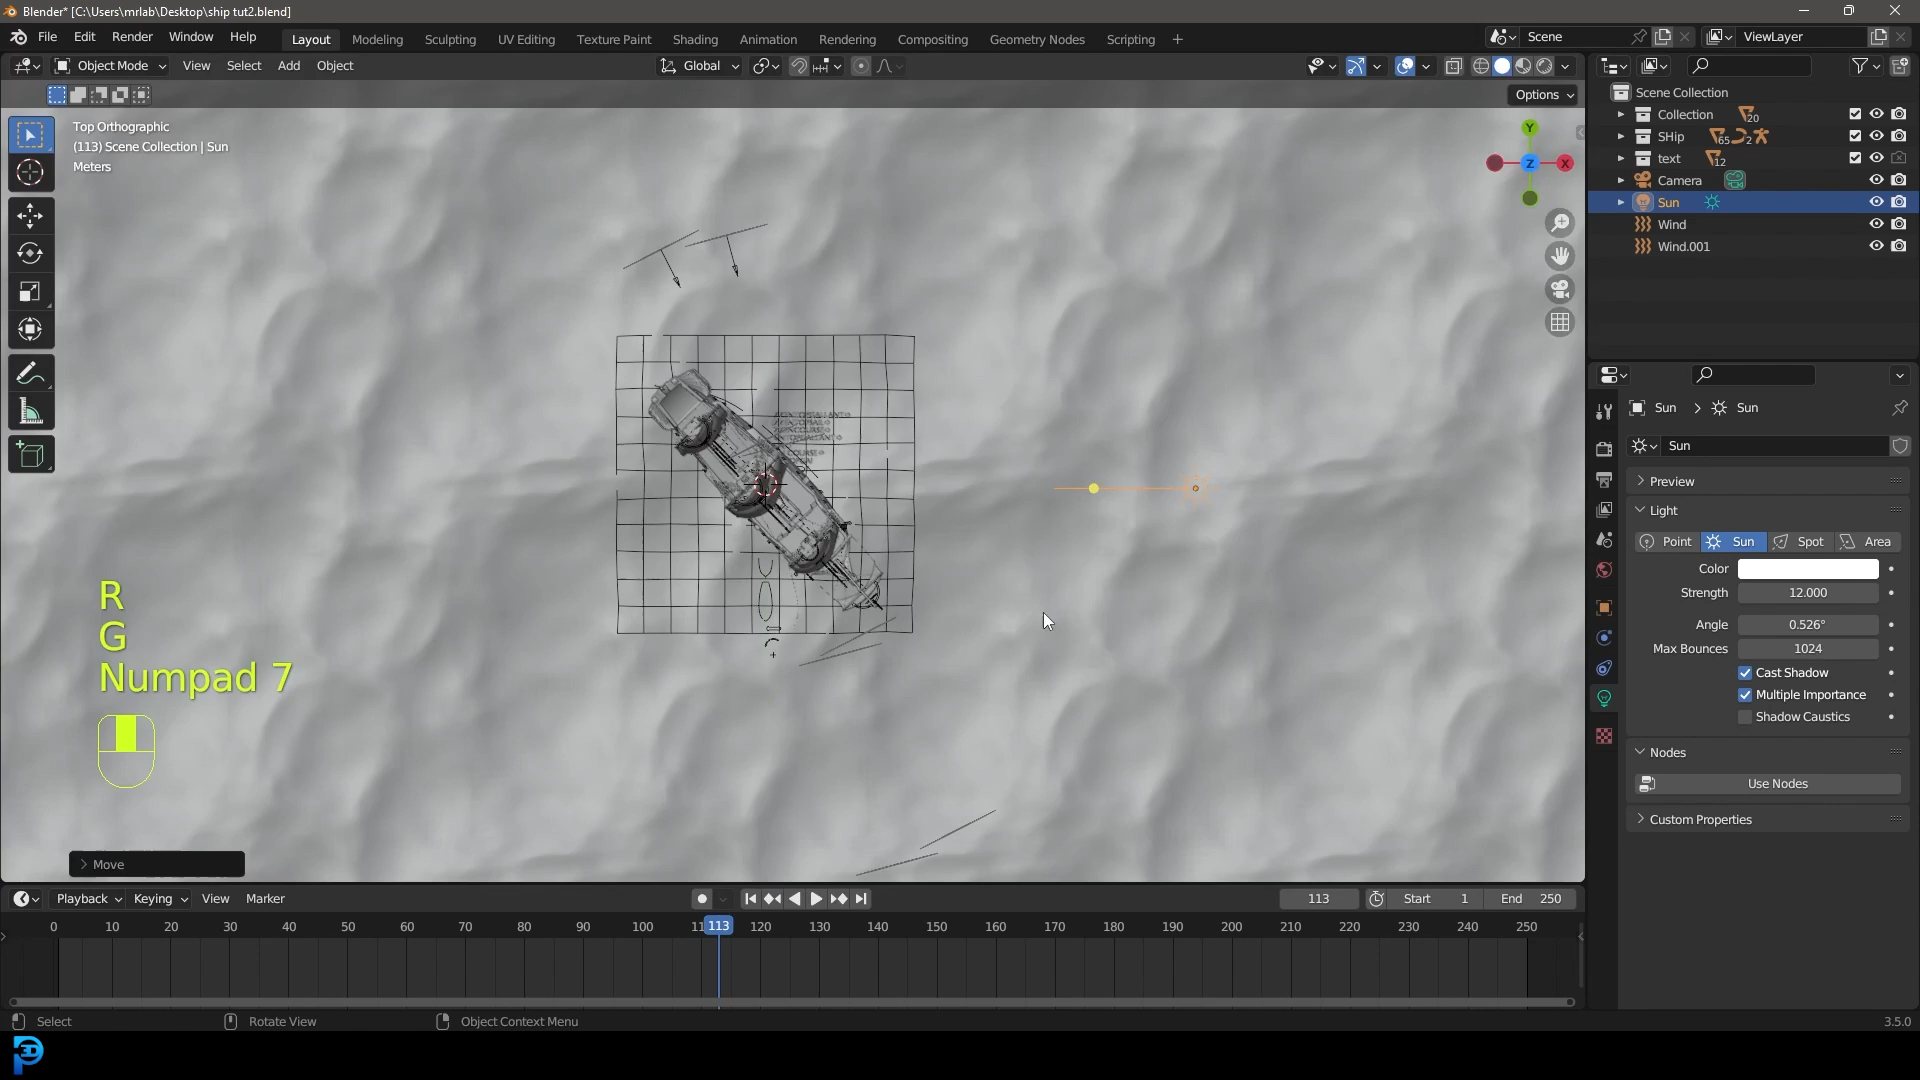 Blender* [C:\Users\mrlab\Desktop\ship tut2.blend]
File Edit Render Window Help Layout Modeling Sculpting UV Editing Texture Paint Shading Animation Rendering Compositing Geometry Nodes Scripting + Scene ViewLayer
Object Mode View Select Add Object Global
Options
Top Orthographic
(113) Scene Collection | Sun
Meters
Y
X
Z
Scene Collection
Collection 20
SHip 65 2
text 12
Camera
Sun
Wind
Wind.001
Sun > Sun
Sun
Preview
Light
Point Sun Spot Area
Color
Strength 12.000
Angle 0.526°
Max Bounces 1024
Cast Shadow
Multiple Importance
Shadow Caustics
Nodes
Use Nodes
Custom Properties
R
G
Numpad 7
> Move
Playback Keying View Marker 113 Start 1 End 250
0 10 20 30 40 50 60 70 80 90 100 11 113 120 130 140 150 160 170 180 190 200 210 220 230 240 250
Select Rotate View Object Context Menu 3.5.0